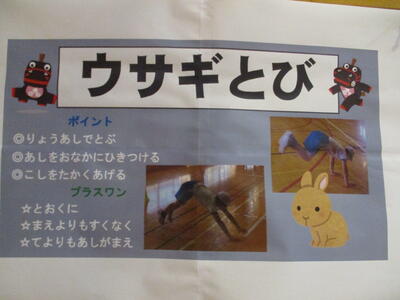 ウサギとび
ポイント
◎りょうあしでとぶ
◎あしをおなかにひきつける
◎こしをたかくあげる
プラスワン
☆とおくに
☆まえよりもすくなく
☆てよりもあしがまえ